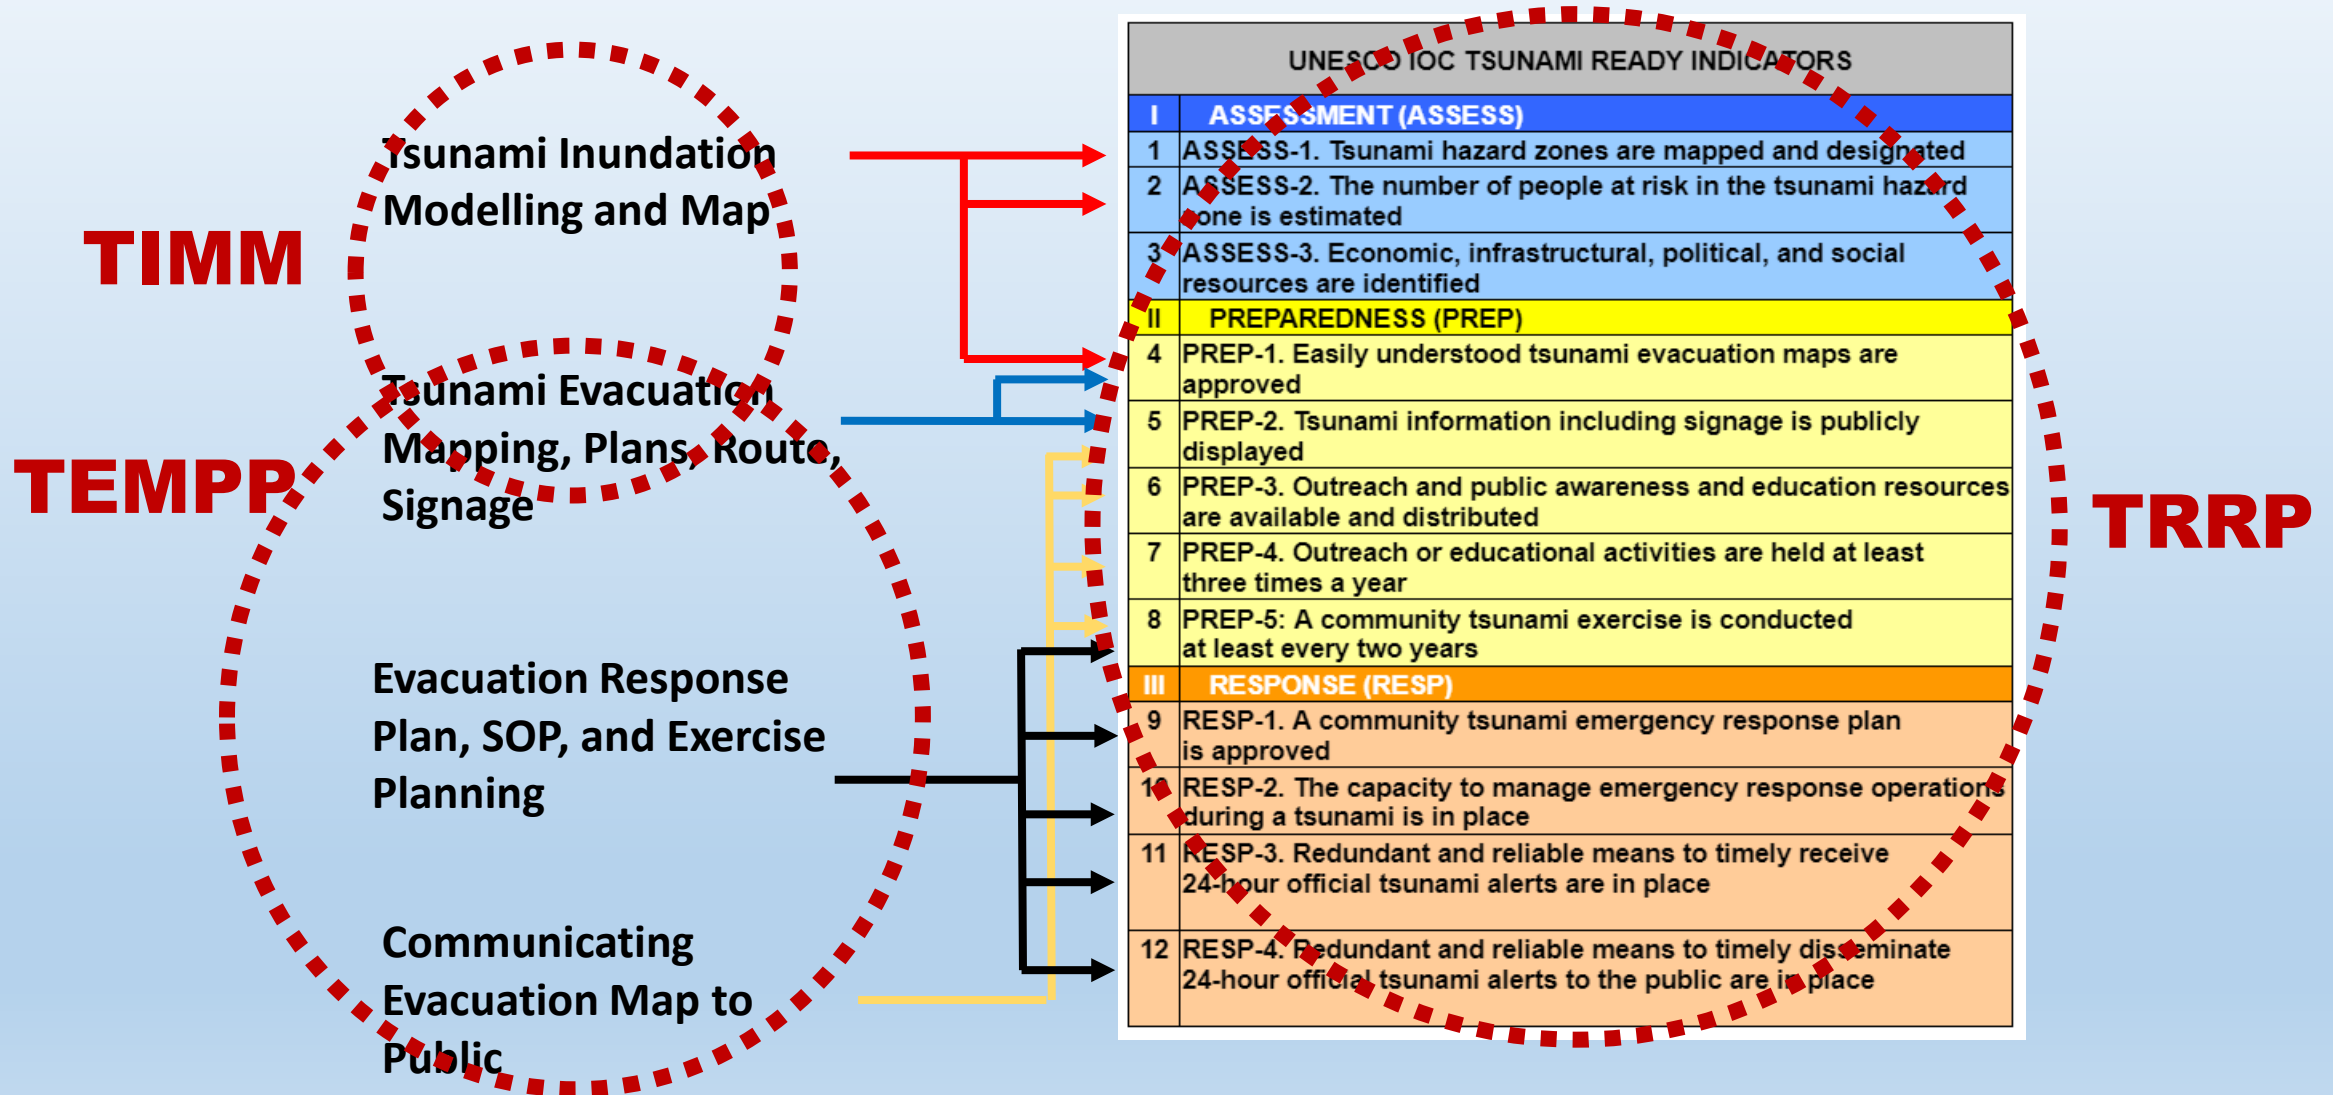 TIMM
TEMPP
Tsunami Inundation
Modelling and Map
Tsunami Evacuation
Mapping, Plans, Route,
Signage
Evacuation Response
Plan, SOP, and Exercise
Planning
Communicating
Evacuation Map to
Public
UNESCO IOC TSUNAMI READY INDICATORS
I ASSESSMENT (ASSESS)
1 ASSESS-1. Tsunami hazard zones are mapped and designated
2 ASSESS-2. The number of people at risk in the tsunami hazard
zone is estimated
3 ASSESS-3. Economic, infrastructural, political, and social
resources are identified
II PREPAREDNESS (PREP)
4 PREP-1. Easily understood tsunami evacuation maps are
approved
5 PREP-2. Tsunami information including signage is publicly
displayed
6 PREP-3. Outreach and public awareness and education resources
are available and distributed
7 PREP-4. Outreach or educational activities are held at least
three times a year
8 PREP-5: A community tsunami exercise is conducted
at least every two years
III RESPONSE (RESP)
9 RESP-1. A community tsunami emergency response plan
is approved
10 RESP-2. The capacity to manage emergency response operations
during a tsunami is in place
11 RESP-3. Redundant and reliable means to timely receive
24-hour official tsunami alerts are in place
12 RESP-4. Redundant and reliable means to timely disseminate
24-hour official tsunami alerts to the public are in place
TRRP